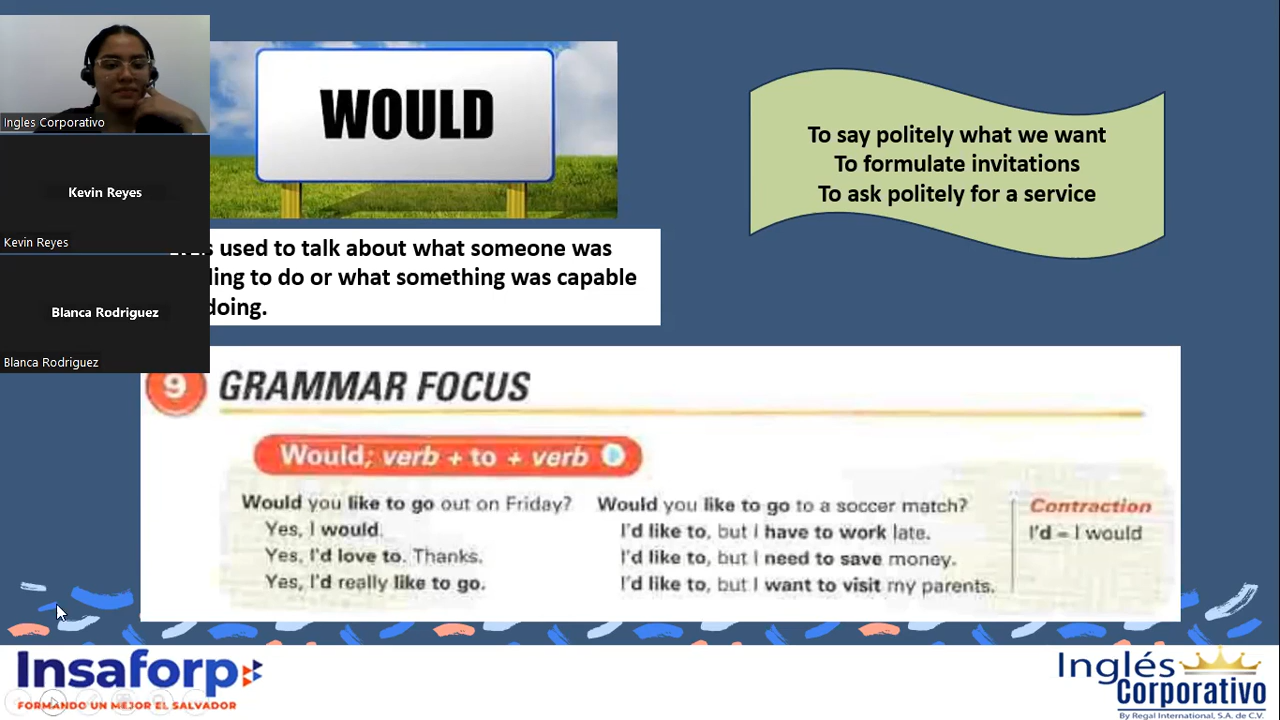 Ingles Corporativo
Kevin Reyes
Kevin Reyes
Blanca Rodriguez
Blanca Rodriguez
WOULD
To say politely what we want
To formulate invitations
To ask politely for a service
used to talk about what someone was
to do or what something was capable
doing.
9 GRAMMAR FOCUS
Would; verb + to + verb
Would you like to go out on Friday?
Yes, I would.
Yes, I'd love to. Thanks.
Yes, I'd really like to go.
Would you like to go to a soccer match?
I'd like to, but I have to work late.
I'd like to, but I need to save money.
I'd like to, but I want to visit my parents.
Contraction
I'd = I would
Insaforp
FORMANDO UN MEJOR EL SALVADOR
Inglés
Corporativo
By Regal International, S.A. de C.V.